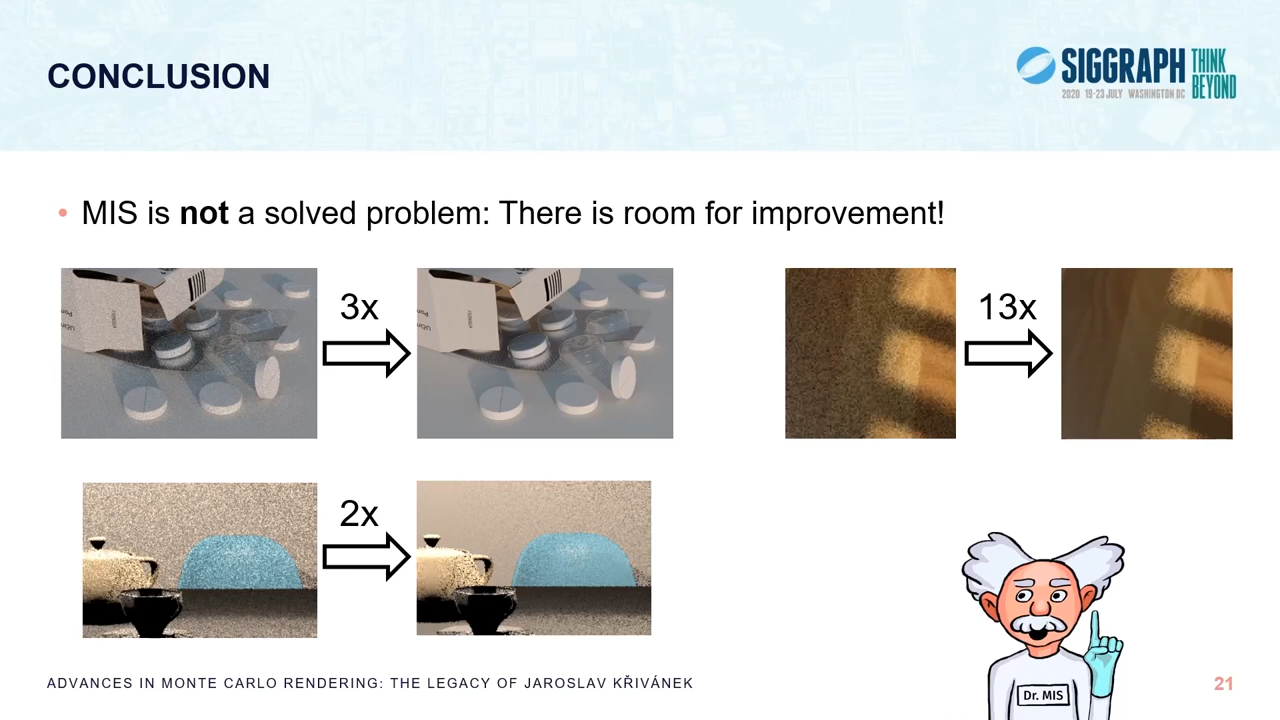 CONCLUSION
SIGGRAPH THINK BEYOND
2020 19-23 JULY WASHINGTON DC
• MIS is not a solved problem: There is room for improvement!
3x
13x
2x
Dr. MIS
ADVANCES IN MONTE CARLO RENDERING: THE LEGACY OF JAROSLAV KŘIVÁNEK
21